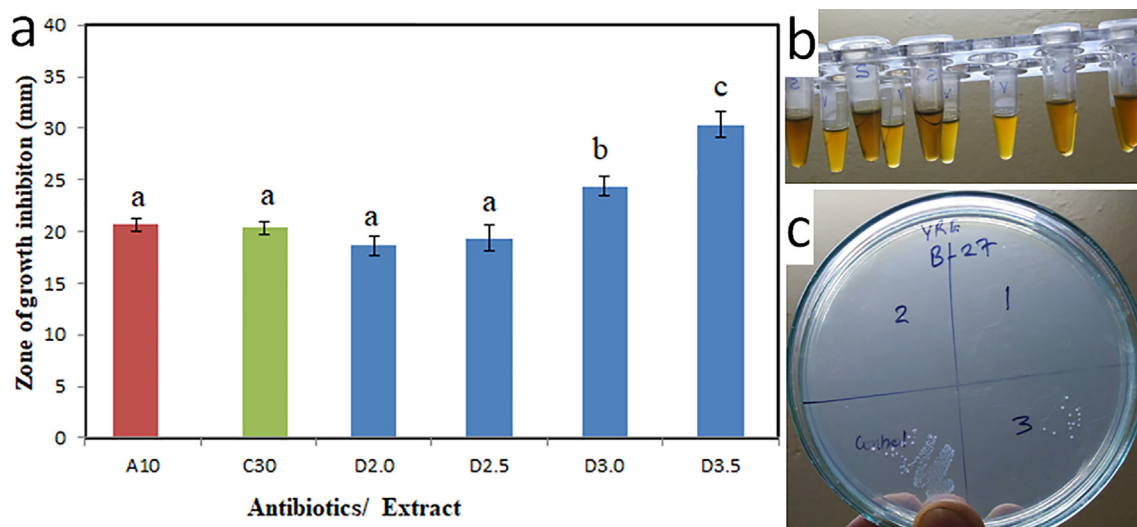 a
Zone of growth inhibiton (mm)
40
35
30
25
20
15
10
5
0
a
a
a
a
b
c
A10
C30
D2.0
D2.5
D3.0
D3.5
Antibiotics/ Extract
b
c
B-27
2
1
3